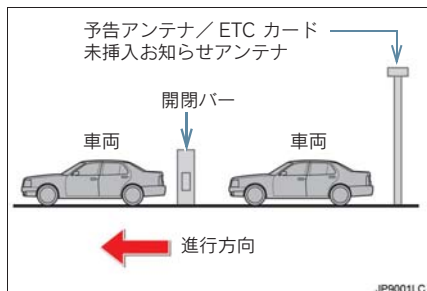 予告アンテナ／ETC カード
未挿入お知らせアンテナ
開閉バー
車両
車両
進行方向
JP9001LC